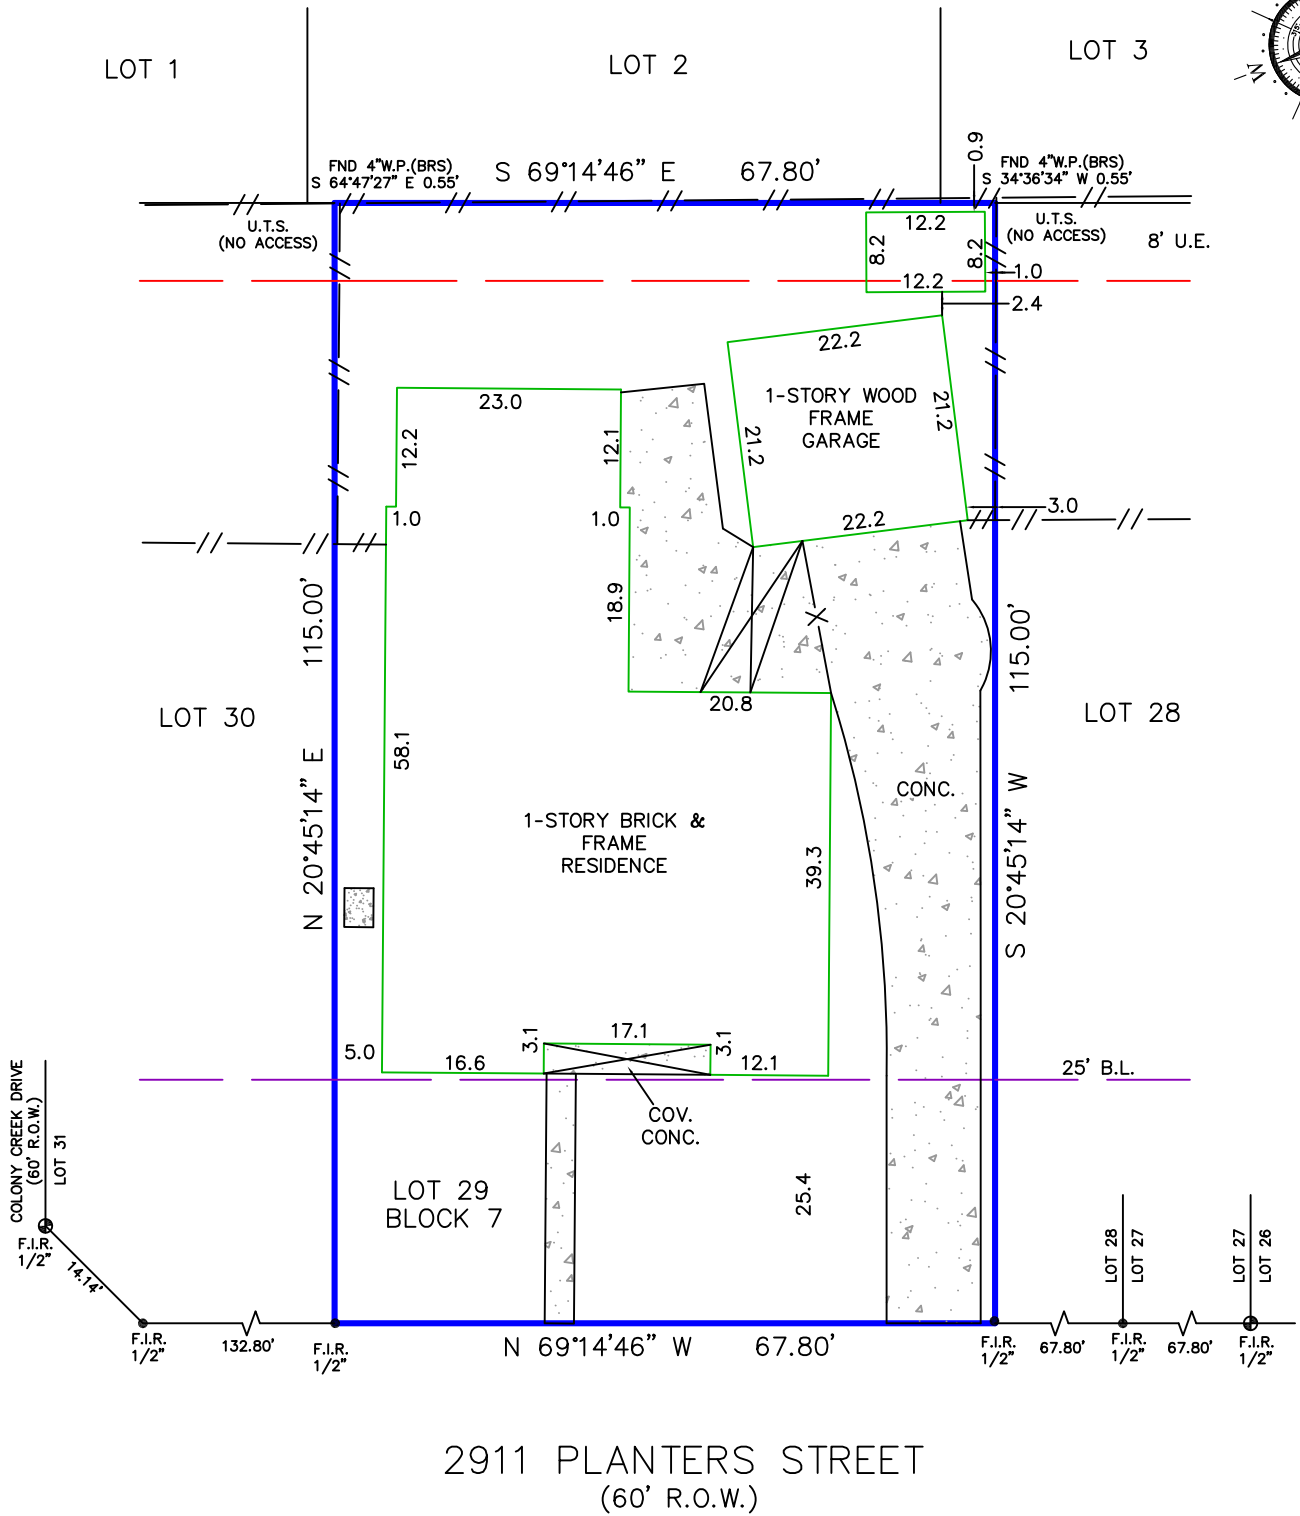 LOT 1
LOT 2
LOT 3
W
FND 4"W.P.(BRS)
S 64°47'27" E 0.55'
S 69°14'46" E 67.80'
0.9
FND 4"W.P.(BRS)
S 34°36'34" W 0.55'
U.T.S.
(NO ACCESS)
U.T.S.
(NO ACCESS)
8' U.E.
12.2
8.2
8.2
12.2
1.0
2.4
22.2
1-STORY WOOD
FRAME
GARAGE
21.2
21.2
22.2
3.0
23.0
12.2
12.1
1.0
1.0
18.9
115.00'
N 20°45'14" E
115.00'
S 20°45'14" W
LOT 30
LOT 28
20.8
58.1
CONC.
1-STORY BRICK &
FRAME
RESIDENCE
39.3
3.1
17.1
3.1
5.0
16.6
12.1
25' B.L.
COV.
CONC.
COLONY CREEK DRIVE
(60' R.O.W.)
LOT 31
LOT 29
BLOCK 7
25.4
F.I.R.
1/2"
14.14'
LOT 28
LOT 27
LOT 27
LOT 26
F.I.R.
1/2"
132.80'
F.I.R.
1/2"
N 69°14'46" W 67.80'
F.I.R.
1/2"
67.80'
F.I.R.
1/2"
67.80'
F.I.R.
1/2"
2911 PLANTERS STREET
(60' R.O.W.)